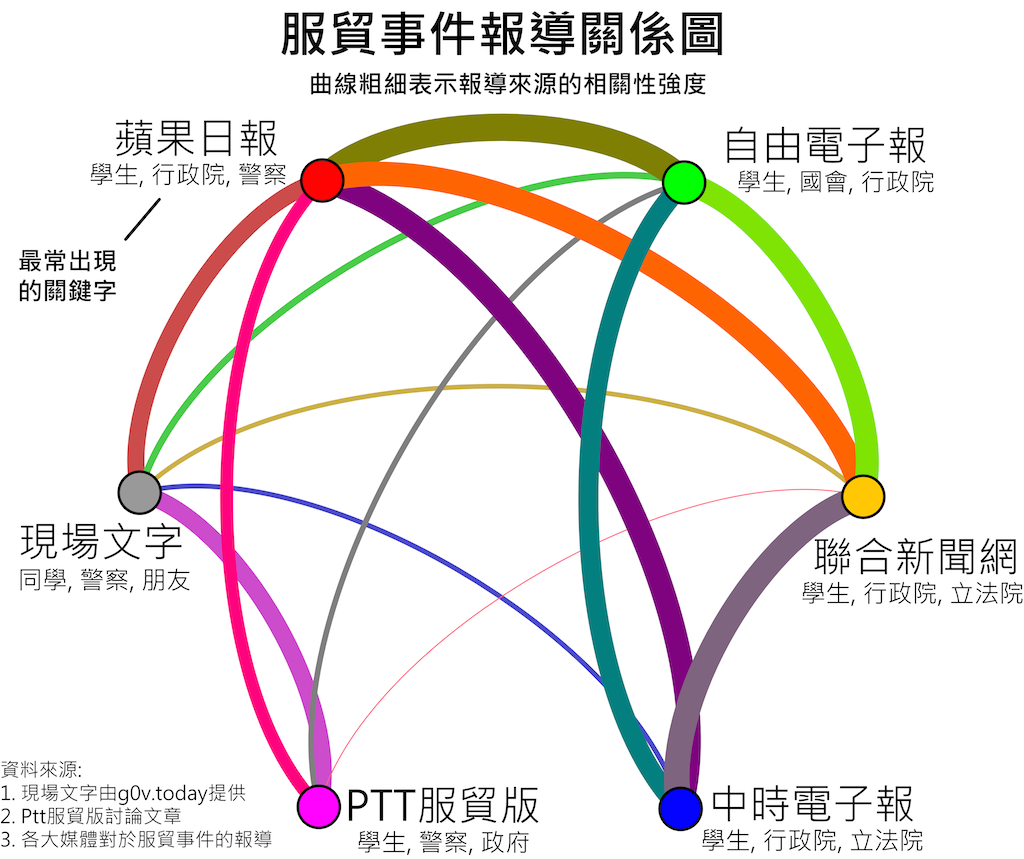 服貿事件報導關係圖
曲線粗細表示報導來源的相關性強度
蘋果日報
學生, 行政院, 警察
自由電子報
學生, 國會, 行政院
最常出現
的關鍵字
現場文字
同學, 警察, 朋友
聯合新聞網
學生, 行政院, 立法院
PTT服貿版
學生, 警察, 政府
中時電子報
學生, 行政院, 立法院
資料來源:
1. 現場文字由g0v.today提供
2. Ptt服貿版討論文章
3. 各大媒體對於服貿事件的報導